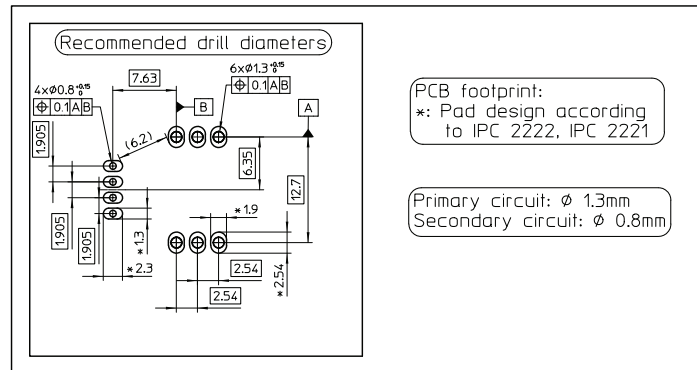 Recommended drill diameters
4xØ0.8 +0.15 0
⌖ 0.1 A B
7.63
6xØ1.3 +0.15 0
⌖ 0.1 A B
B
A
(6.2)
1.905
6.35
12.7
1.905
1.905
*1.3
*2.3
*1.9
2.54
2.54
*2.54
PCB footprint:
*: Pad design according
to IPC 2222, IPC 2221
Primary circuit: Ø 1.3mm
Secondary circuit: Ø 0.8mm